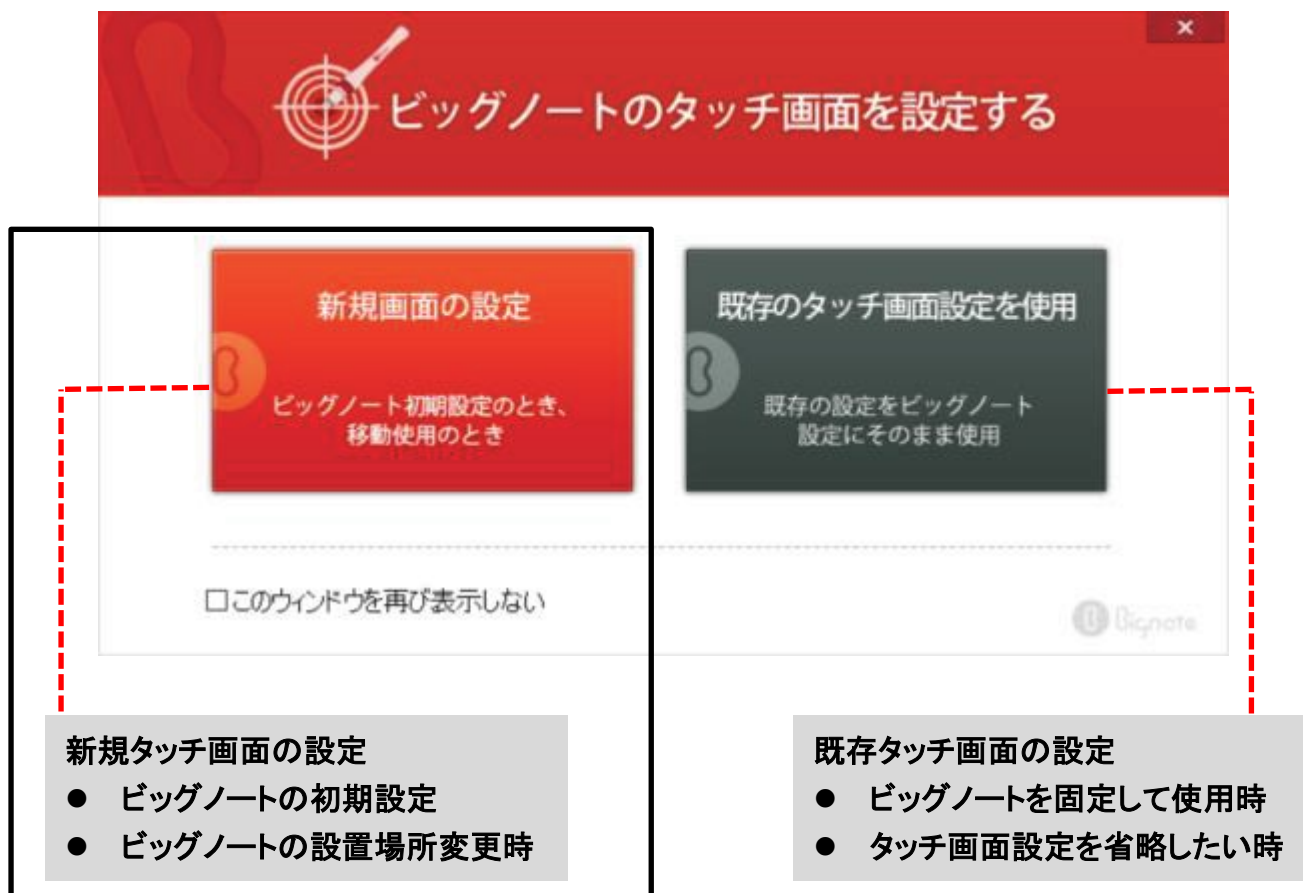 ×
ビッグノートのタッチ画面を設定する
新規画面の設定
ビッグノート初期設定のとき、
移動使用のとき
既存のタッチ画面設定を使用
既存の設定をビッグノート
設定にそのまま使用
□このウィンドウを再び表示しない
Bignote
新規タッチ画面の設定
● ビッグノートの初期設定
● ビッグノートの設置場所変更時
既存タッチ画面の設定
● ビッグノートを固定して使用時
● タッチ画面設定を省略したい時